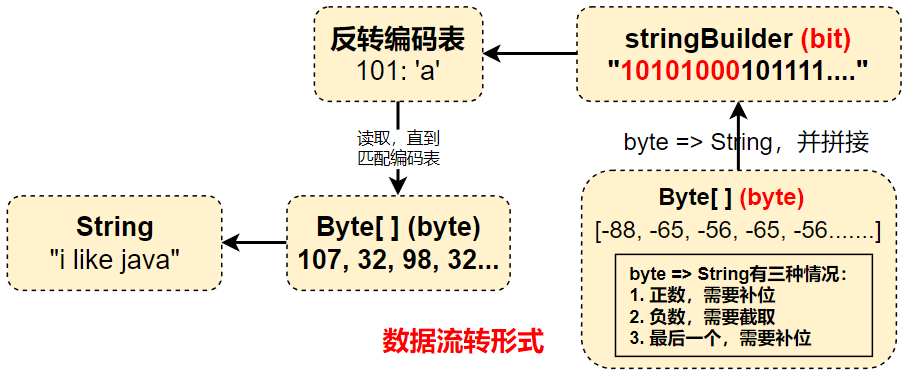 反转编码表
101: 'a'
stringBuilder (bit)
"10101000101111...."
读取，直到
匹配编码表
byte => String，并拼接
String
"i like java"
Byte[ ] (byte)
107, 32, 98, 32...
Byte[ ] (byte)
[-88, -65, -56, -65, -56.......]
byte => String有三种情况：
1. 正数，需要补位
2. 负数，需要截取
3. 最后一个，需要补位
数据流转形式